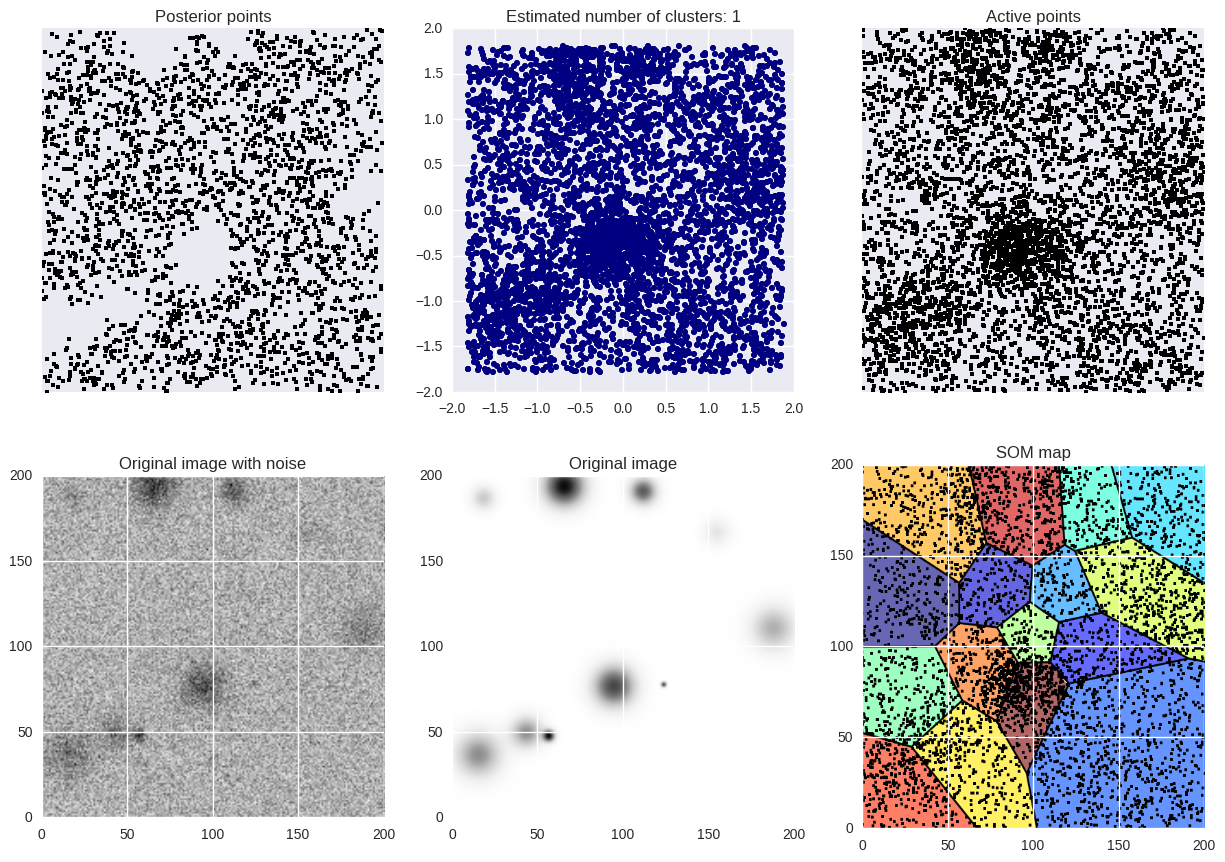 Posterior points
Estimated number of clusters: 1
Active points
2.0
1.5
1.0
0.5
0.0
−0.5
−1.0
−1.5
−2.0
−2.0 −1.5 −1.0 −0.5 0.0 0.5 1.0 1.5 2.0
Original image with noise
Original image
SOM map
200
150
100
50
0
0 50 100 150 200
200
150
100
50
0
0 50 100 150 200
200
150
100
50
0
0 50 100 150 200